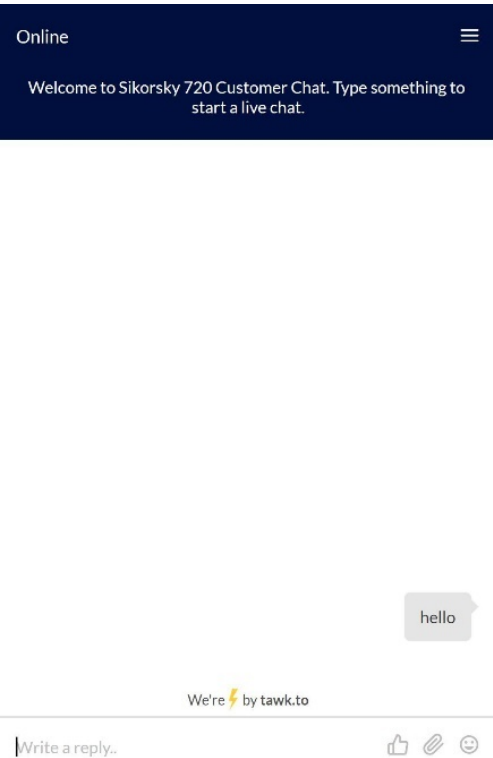 Online
Welcome to Sikorsky 720 Customer Chat. Type something to
start a live chat.
hello
We're⚡by tawk.to
Write a reply..